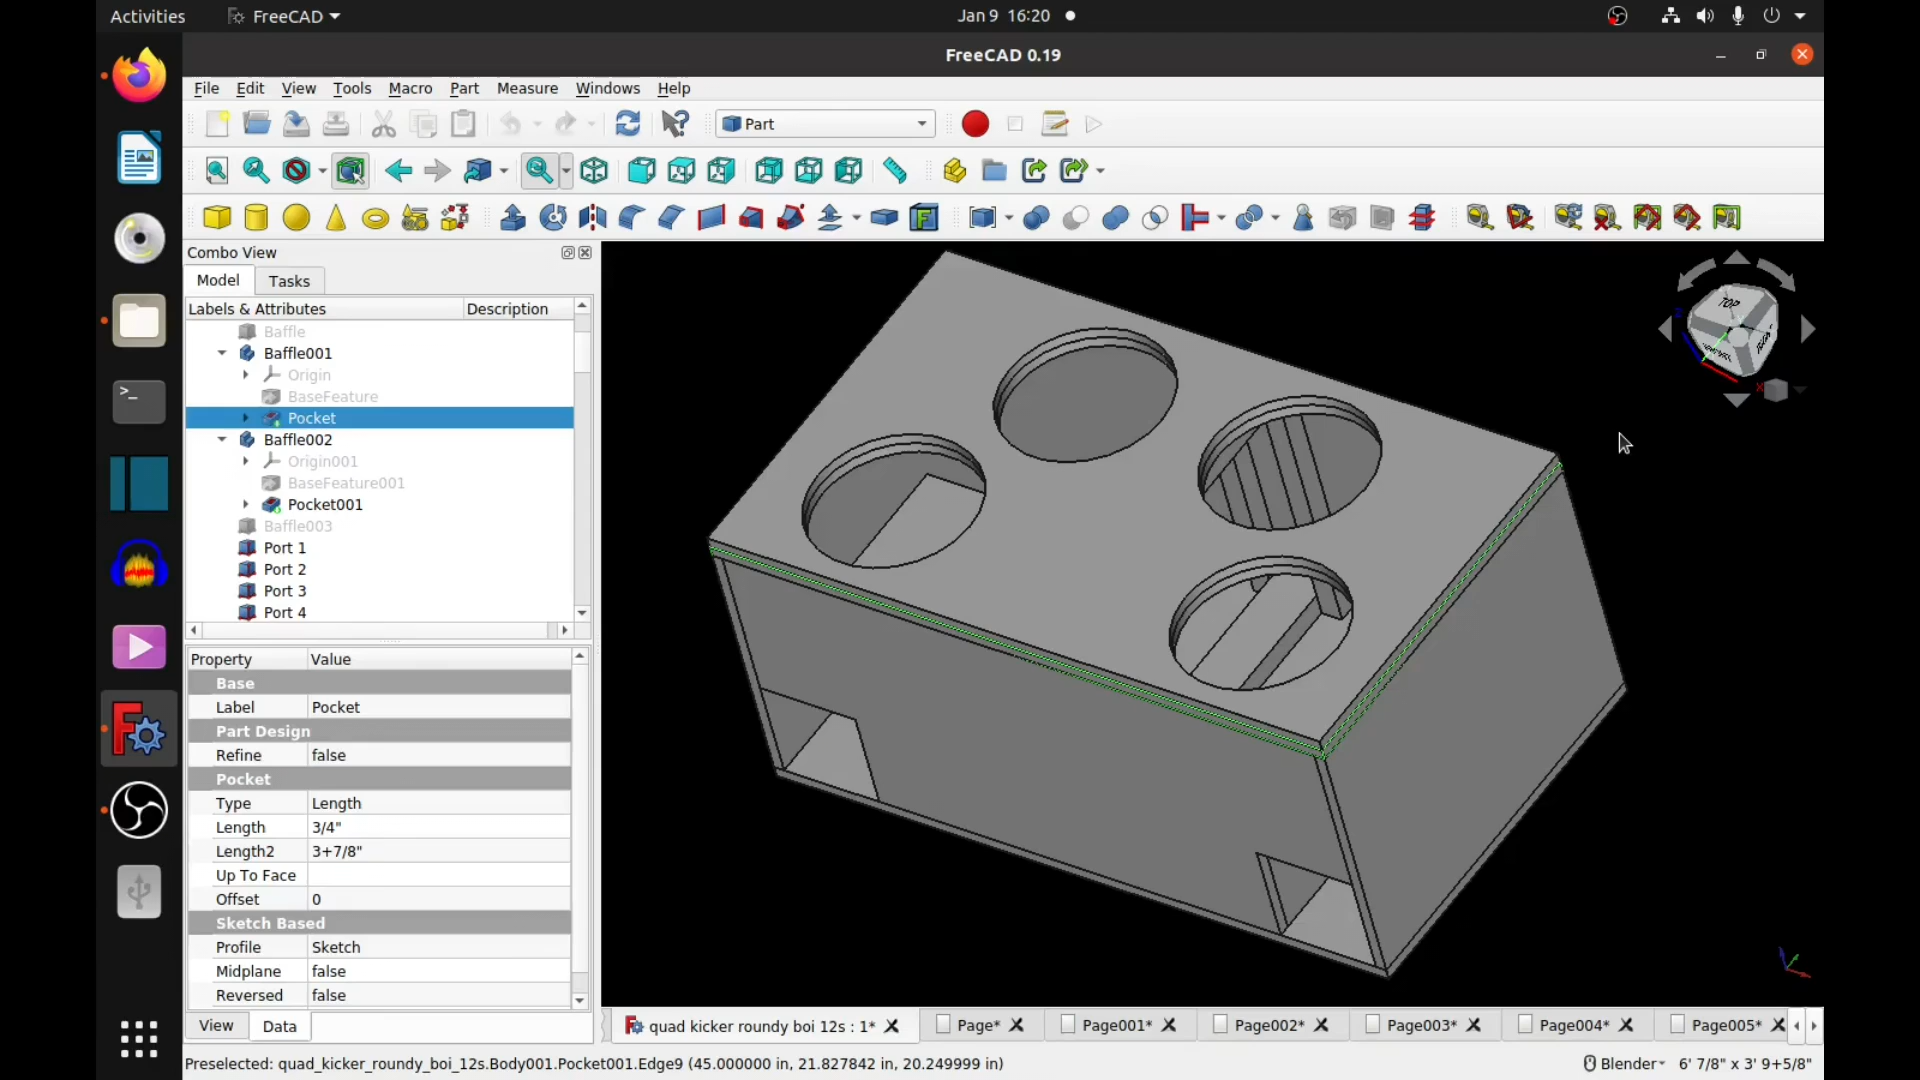 Activities FreeCAD Jan 9 16:20
FreeCAD 0.19
File Edit View Tools Macro Part Measure Windows Help
Part
Combo View
Model Tasks
Labels & Attributes Description
Baffle
Baffle001
Origin
BaseFeature
Pocket
Baffle002
Origin001
BaseFeature001
Pocket001
Baffle003
Port 1
Port 2
Port 3
Port 4
TOP
Property Value
Base
Label Pocket
Part Design
Refine false
Pocket
Type Length
Length 3/4"
Length2 3+7/8"
Up To Face
Offset 0
Sketch Based
Profile Sketch
Midplane false
Reversed false
View Data
quad kicker roundy boi 12s : 1* Page* Page001* Page002* Page003* Page004* Page005*
Preselected: quad_kicker_roundy_boi_12s.Body001.Pocket001.Edge9 (45.000000 in, 21.827842 in, 20.249999 in) Blender 6' 7/8" x 3' 9+5/8"